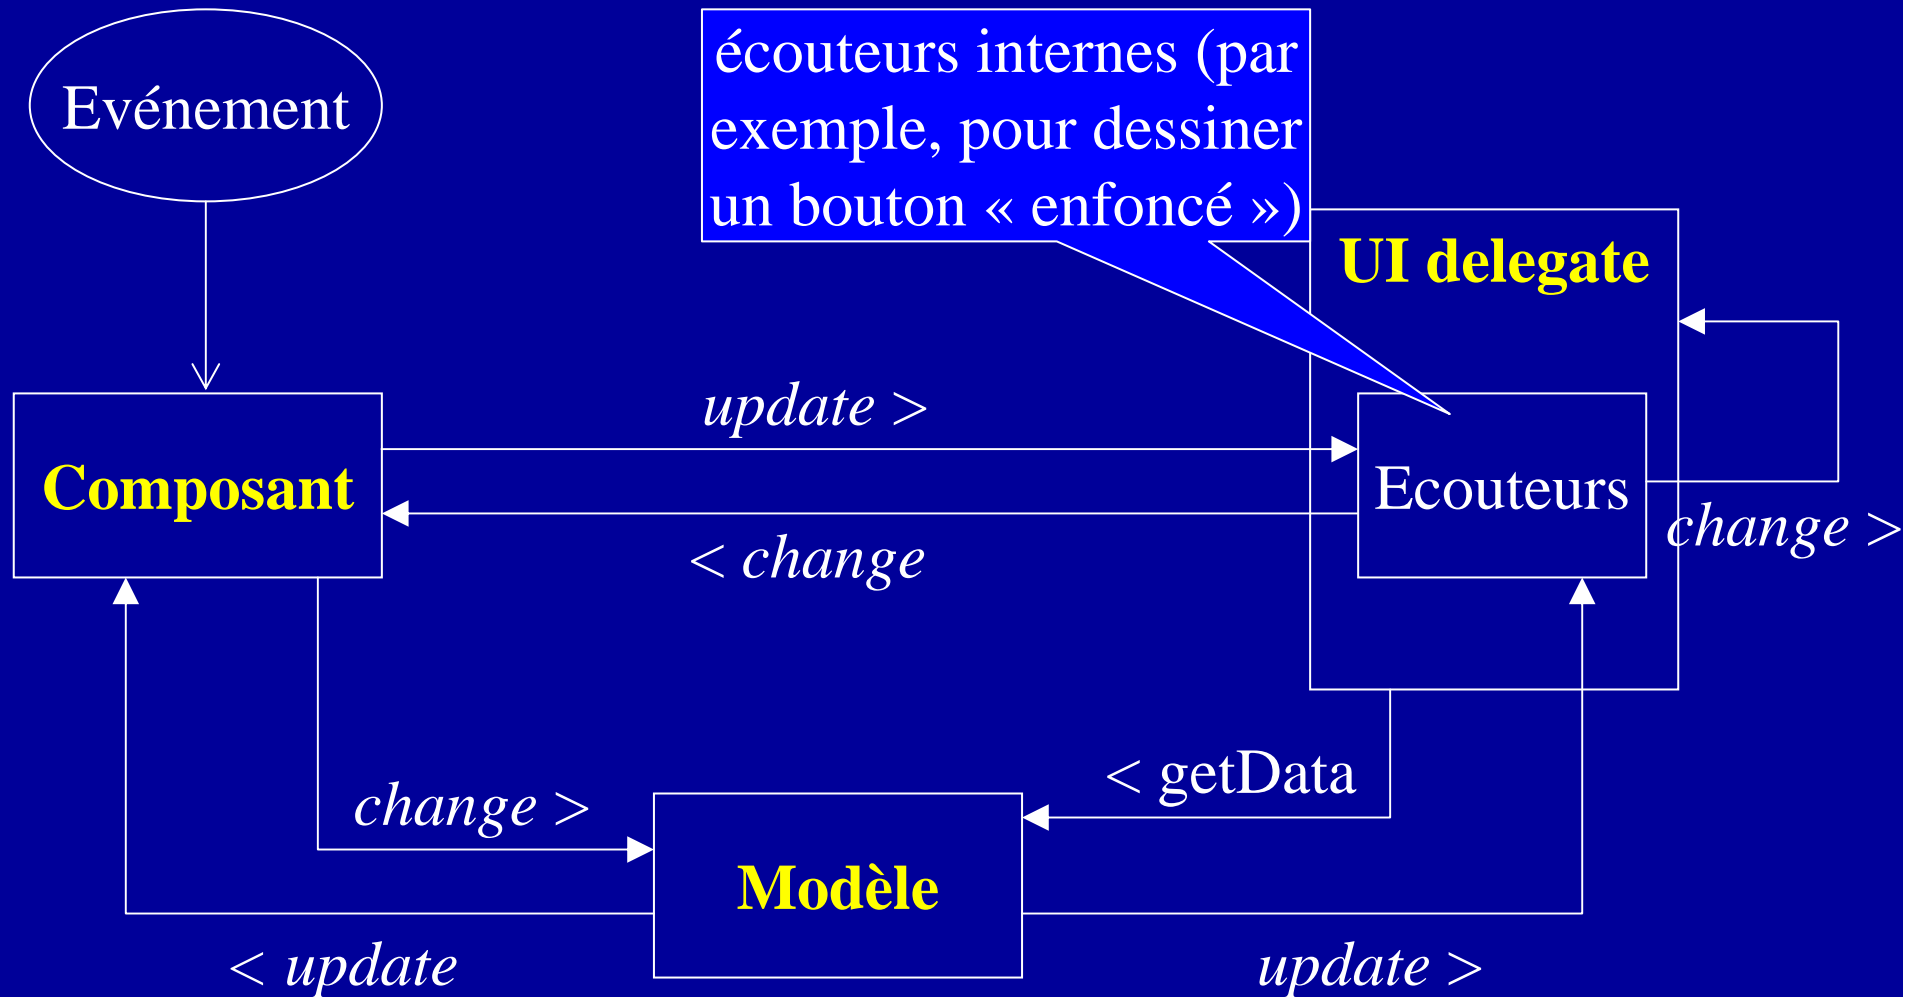 Evénement
écouteurs internes (par
exemple, pour dessiner
un bouton « enfoncé »)
UI delegate
update >
Composant
Ecouteurs
change >
< change
< getData
change >
Modèle
< update
update >